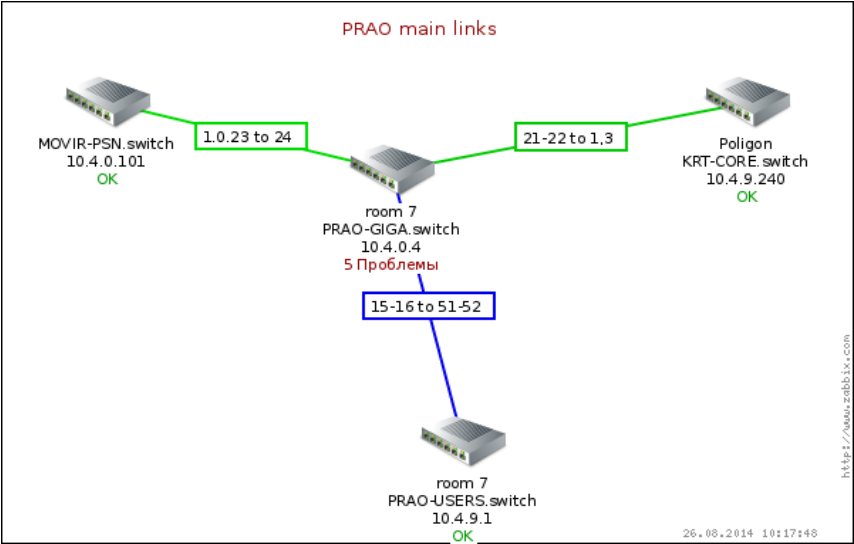 PRAO main links
MOVIR-PSN.switch
10.4.0.101
OK
1.0.23 to 24
21-22 to 1,3
Poligon
KRT-CORE.switch
10.4.9.240
OK
room 7
PRAO-GIGA.switch
10.4.0.4
5 Проблемы
15-16 to 51-52
room 7
PRAO-USERS.switch
10.4.9.1
OK
http://www.zabbix.com
26.08.2014 10:17:48